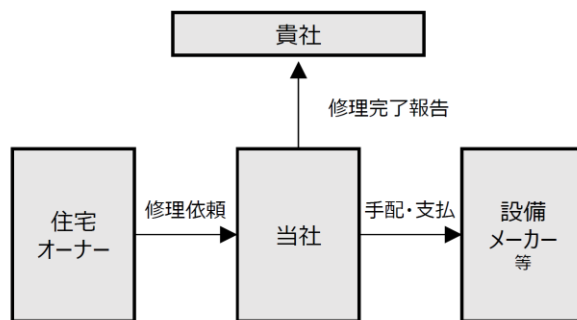 貴社
修理完了報告
住宅
オーナー
修理依頼
当社
手配・支払
設備
メーカー
等